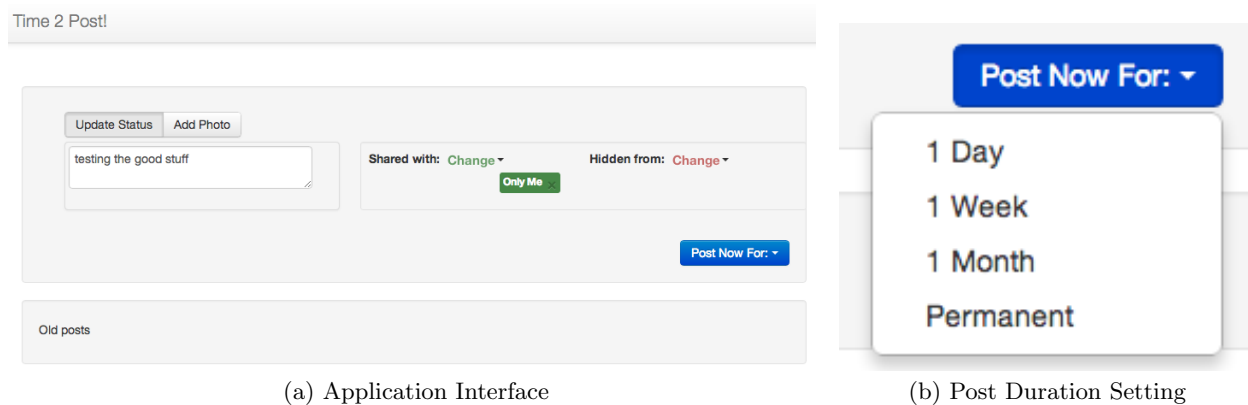 Time 2 Post!
Update Status Add Photo
testing the good stuff
Shared with: Change Hidden from: Change
Only Me
Post Now For:
Old posts
(a) Application Interface
Post Now For:
1 Day
1 Week
1 Month
Permanent
(b) Post Duration Setting